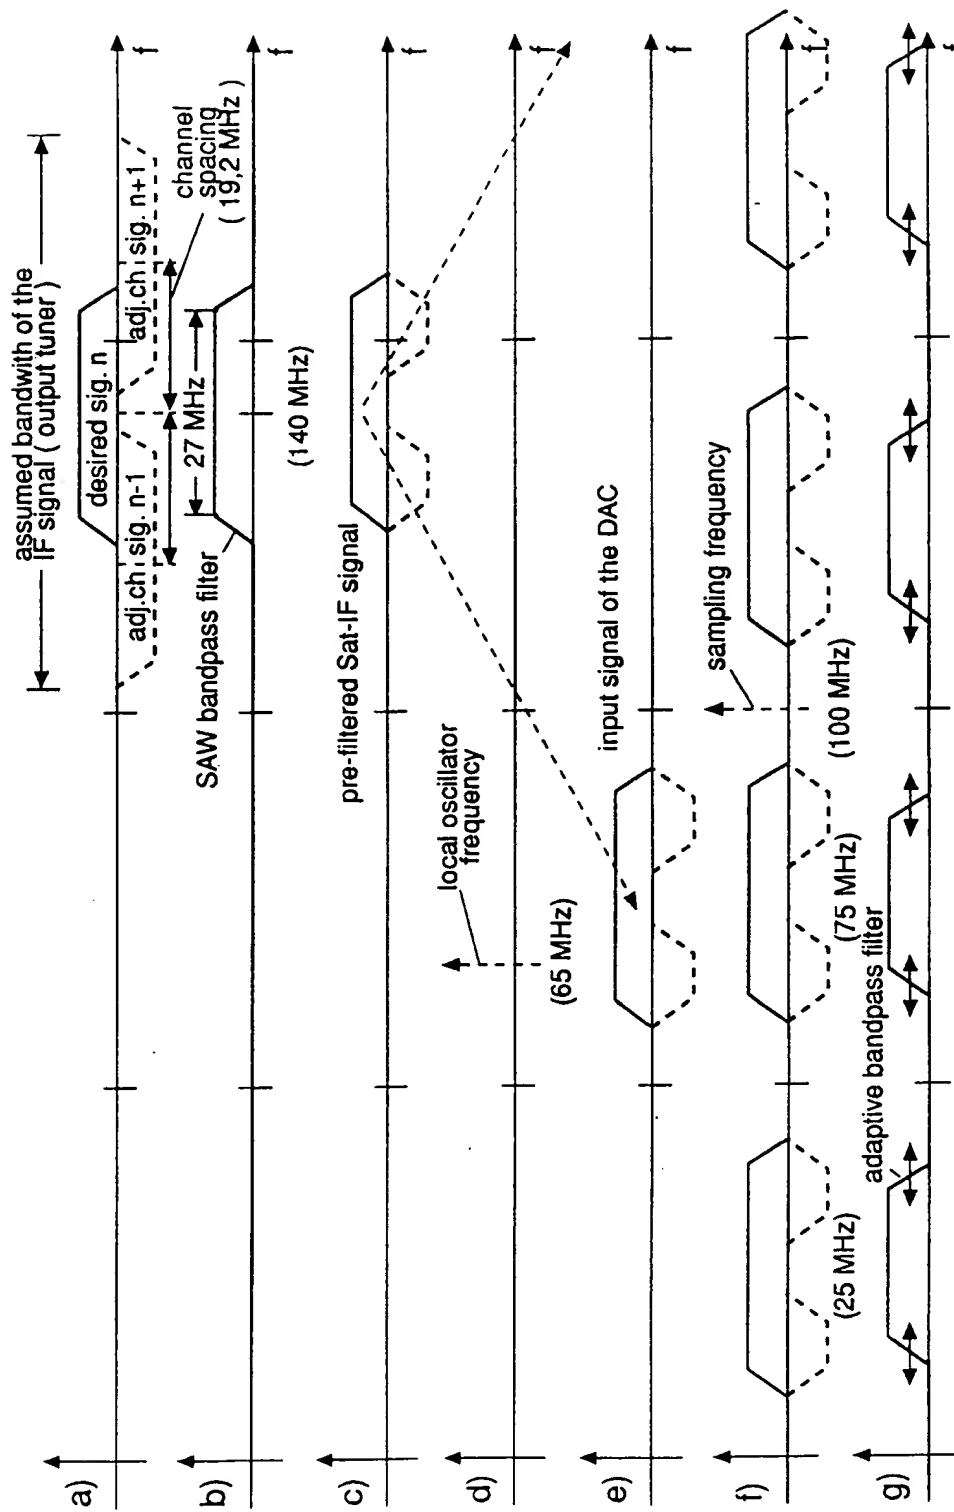 a)
assumed bandwith of the
IF signal ( output tuner )
desired sig. n
adj.ch sig. n-1
adj.ch sig. n+1
f
channel
spacing
( 19,2 MHz )
b)
SAW bandpass filter
27 MHz
f
(140 MHz)
c)
pre-filtered Sat-IF signal
f
d)
local oscillator
frequency
(65 MHz)
f
e)
input signal of the DAC
f
f)
sampling frequency
f
(25 MHz)
(75 MHz)
(100 MHz)
g)
adaptive bandpass filter
f